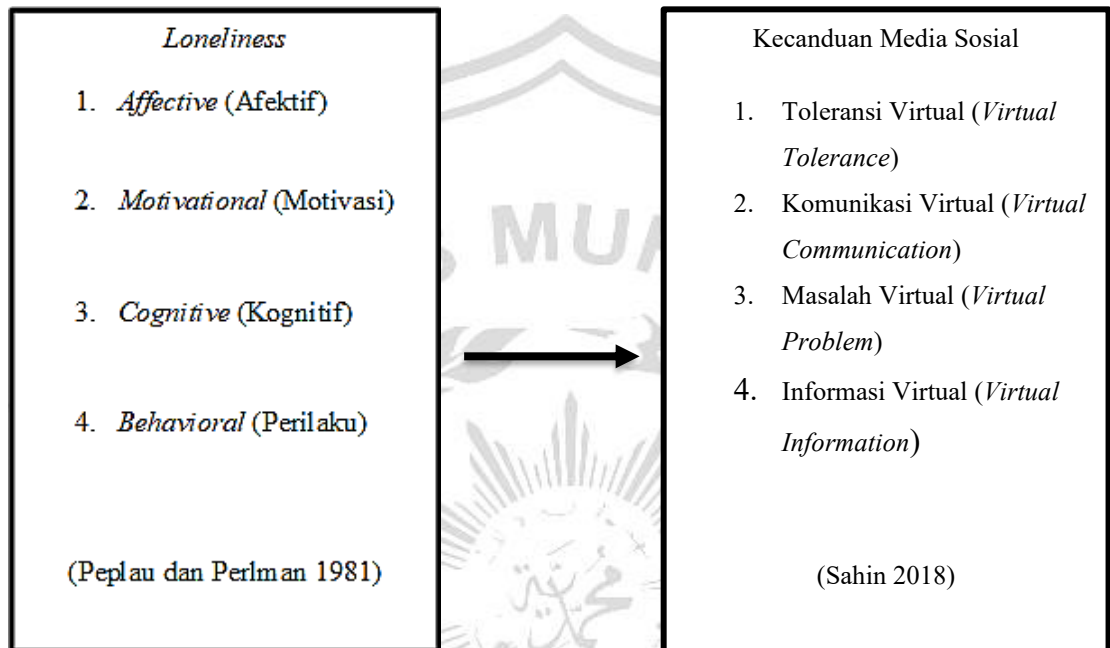 Loneliness
1. Affective (Afektif)
2. Motivational (Motivasi)
3. Cognitive (Kognitif)
4. Behavioral (Perilaku)
(Peplau dan Perlman 1981)
MU
Kecanduan Media Sosial
1. Toleransi Virtual (Virtual
Tolerance)
2. Komunikasi Virtual (Virtual
Communication)
3. Masalah Virtual (Virtual
Problem)
4. Informasi Virtual (Virtual
Information)
(Sahin 2018)